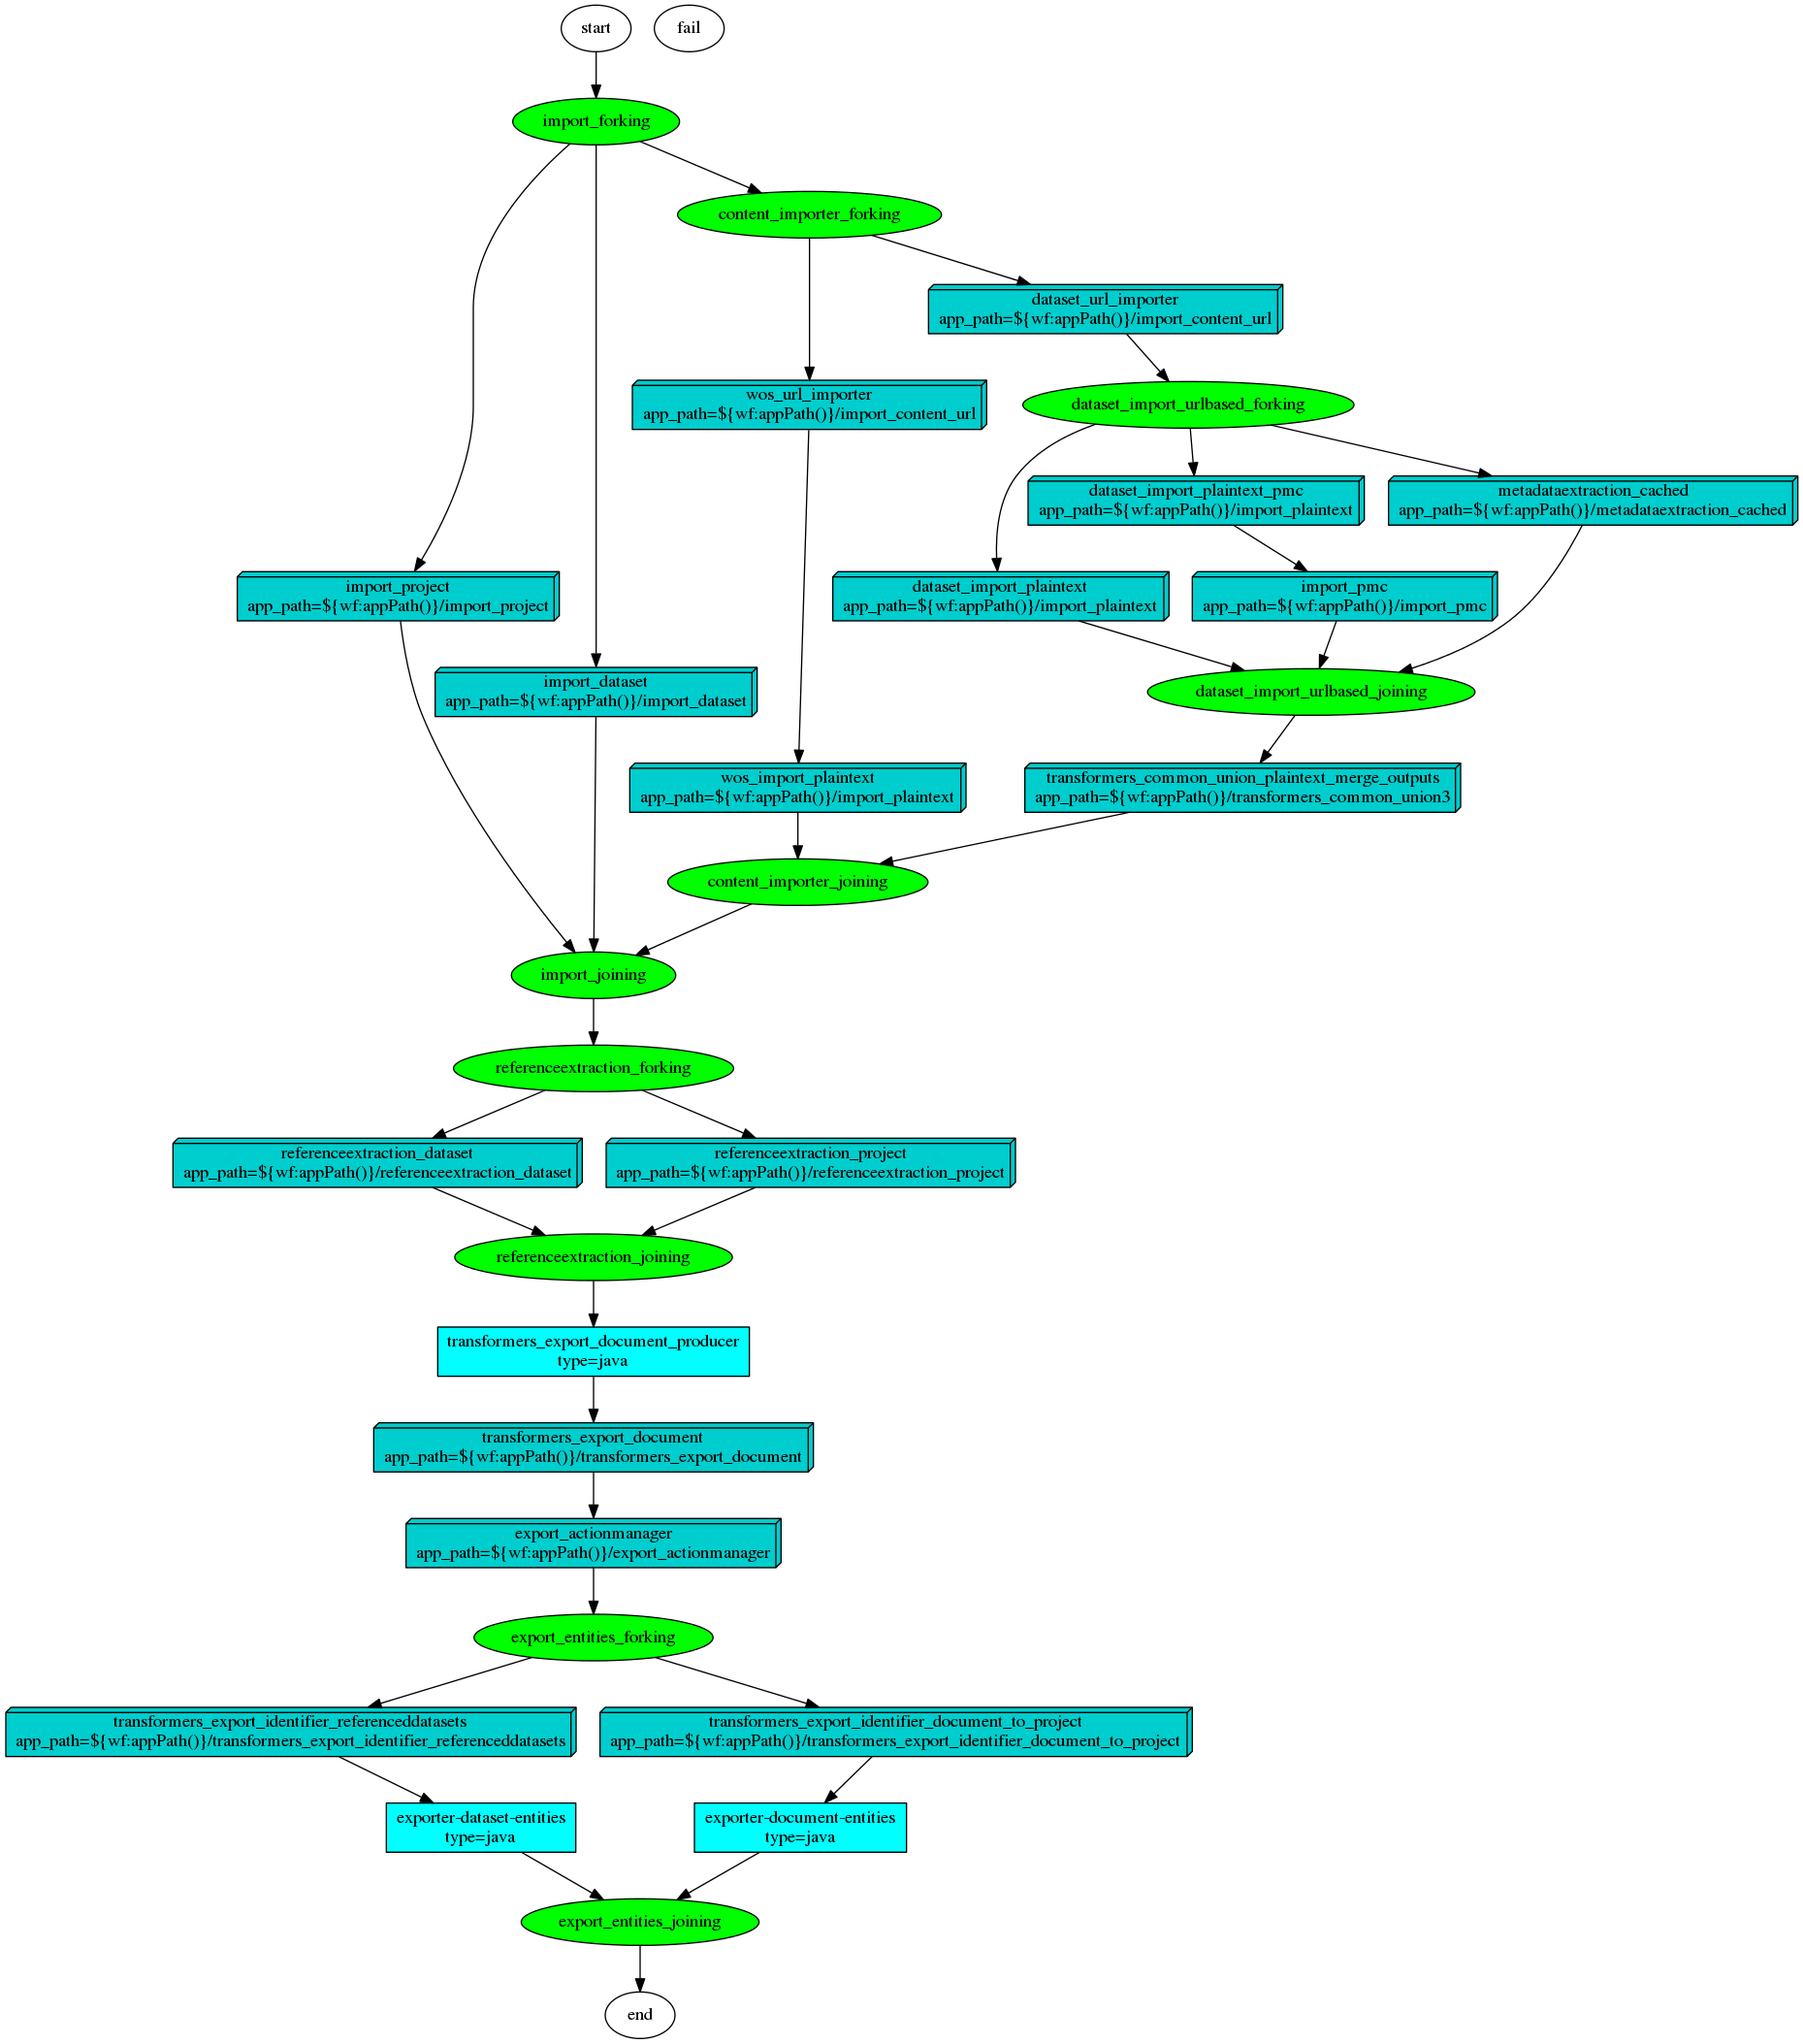 start
fail
import_forking
content_importer_forking
dataset_url_importer
app_path=${wf:appPath()}/import_content_url
wos_url_importer
app_path=${wf:appPath()}/import_content_url
dataset_import_urlbased_forking
dataset_import_plaintext_pmc
app_path=${wf:appPath()}/import_plaintext
metadataextraction_cached
app_path=${wf:appPath()}/metadataextraction_cached
import_project
app_path=${wf:appPath()}/import_project
dataset_import_plaintext
app_path=${wf:appPath()}/import_plaintext
import_pmc
app_path=${wf:appPath()}/import_pmc
import_dataset
app_path=${wf:appPath()}/import_dataset
dataset_import_urlbased_joining
wos_import_plaintext
app_path=${wf:appPath()}/import_plaintext
transformers_common_union_plaintext_merge_outputs
app_path=${wf:appPath()}/transformers_common_union3
content_importer_joining
import_joining
referenceextraction_forking
referenceextraction_dataset
app_path=${wf:appPath()}/referenceextraction_dataset
referenceextraction_project
app_path=${wf:appPath()}/referenceextraction_project
referenceextraction_joining
transformers_export_document_producer
type=java
transformers_export_document
app_path=${wf:appPath()}/transformers_export_document
export_actionmanager
app_path=${wf:appPath()}/export_actionmanager
export_entities_forking
transformers_export_identifier_referenceddatasets
app_path=${wf:appPath()}/transformers_export_identifier_referenceddatasets
transformers_export_identifier_document_to_project
app_path=${wf:appPath()}/transformers_export_identifier_document_to_project
exporter-dataset-entities
type=java
exporter-document-entities
type=java
export_entities_joining
end